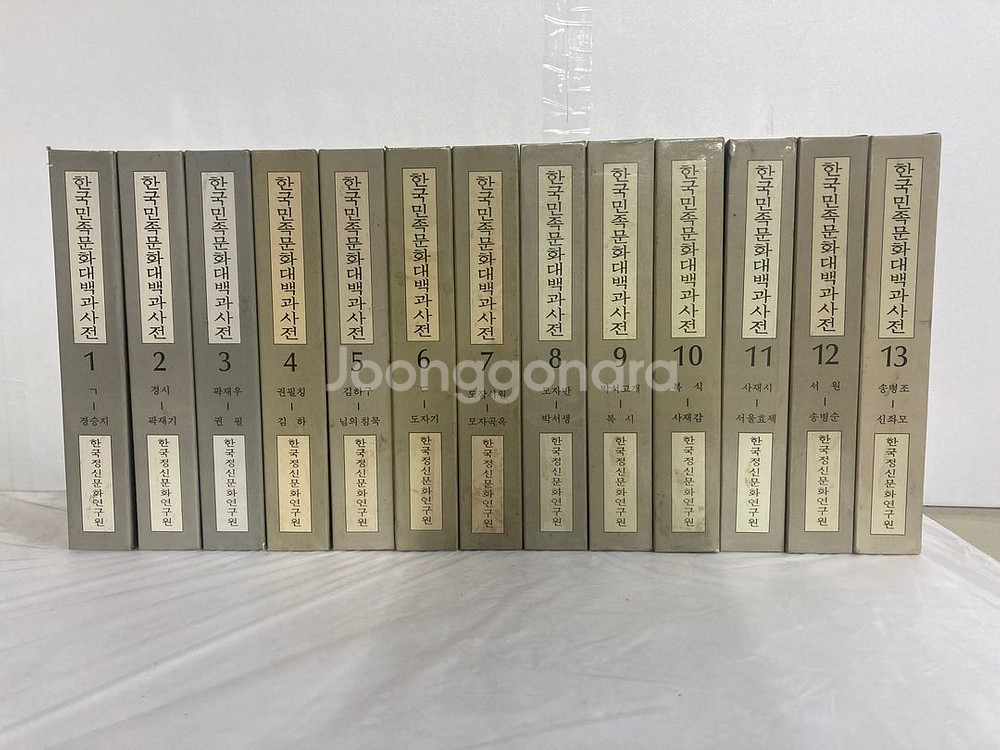 한국민족문화대백과사전
1
ㄱ
경승지
한국정신문화연구원
한국민족문화대백과사전
2
경시
곽재기
한국정신문화연구원
한국민족문화대백과사전
3
곽재우
권필
한국정신문화연구원
한국민족문화대백과사전
4
권필칭
김하
한국정신문화연구원
한국민족문화대백과사전
5
김하구
님의침묵
한국정신문화연구원
한국민족문화대백과사전
6
ㄷ
도자기
한국정신문화연구원
한국민족문화대백과사전
7
도장서원
모자곡옥
한국정신문화연구원
한국민족문화대백과사전
8
모자반
박서생
한국정신문화연구원
한국민족문화대백과사전
9
박석고개
복시
한국정신문화연구원
한국민족문화대백과사전
10
복식
사재감
한국정신문화연구원
한국민족문화대백과사전
11
사재시
서울효제
한국정신문화연구원
한국민족문화대백과사전
12
서원
송병순
한국정신문화연구원
한국민족문화대백과사전
13
송병조
신좌모
한국정신문화연구원
Joonggonara